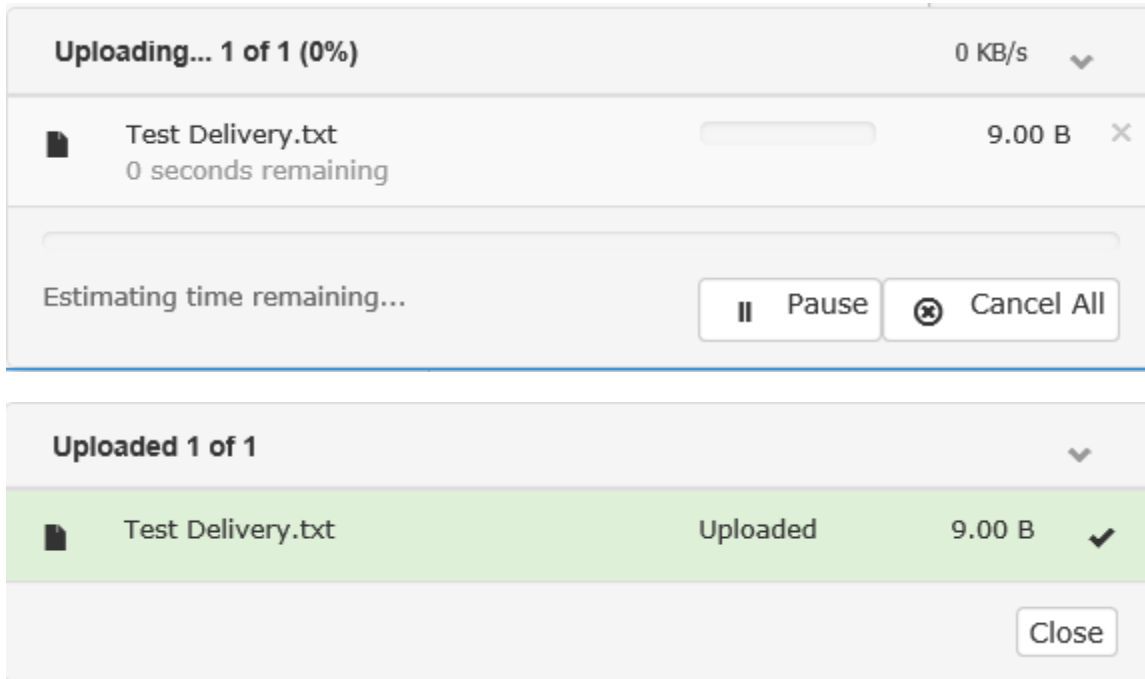 Uploading... 1 of 1 (0%) 0 KB/s
Test Delivery.txt 9.00 B
0 seconds remaining
Estimating time remaining... Pause Cancel All
Uploaded 1 of 1
Test Delivery.txt Uploaded 9.00 B
Close